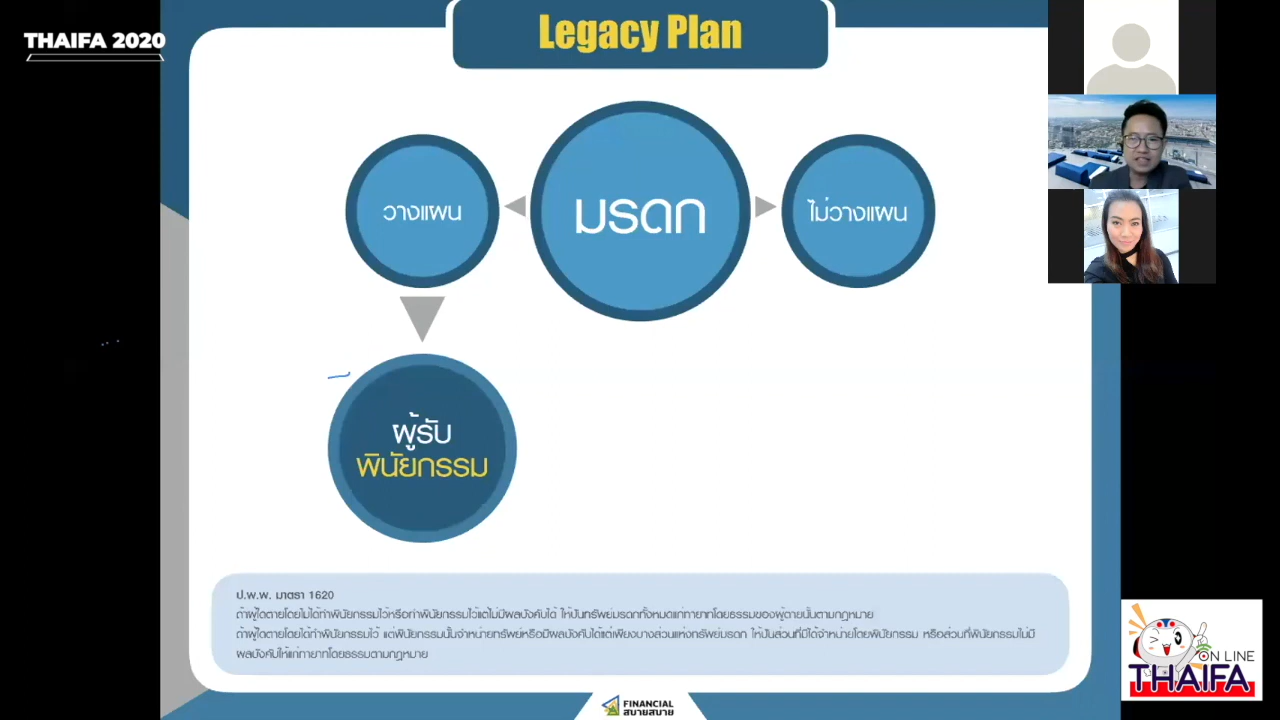 THAIFA 2020
Legacy Plan
วางแผน
มรดก
ไม่วางแผน
ผู้รับ
พินัยกรรม
ป.พ.พ. มาตรา 1620
ถ้าผู้ใดตายโดยไม่ได้ทำพินัยกรรมไว้หรือทำพินัยกรรมไว้แต่ไม่มีผลบังคับได้ ให้ปันทรัพย์มรดกทั้งหมดแก่ทายาทโดยธรรมของผู้ตายนั้นตามกฎหมาย
ถ้าผู้ใดตายโดยได้ทำพินัยกรรมไว้ แต่พินัยกรรมนั้นจำหน่ายทรัพย์หรือมีผลบังคับได้แต่เพียงบางส่วนแห่งทรัพย์มรดก ให้ปันส่วนที่มิได้จำหน่ายโดยพินัยกรรม หรือส่วนที่พินัยกรรมไม่มี
ผลบังคับให้แก่ทายาทโดยธรรมตามกฎหมาย
FINANCIAL
สบายสบาย
ON LINE
THAIFA